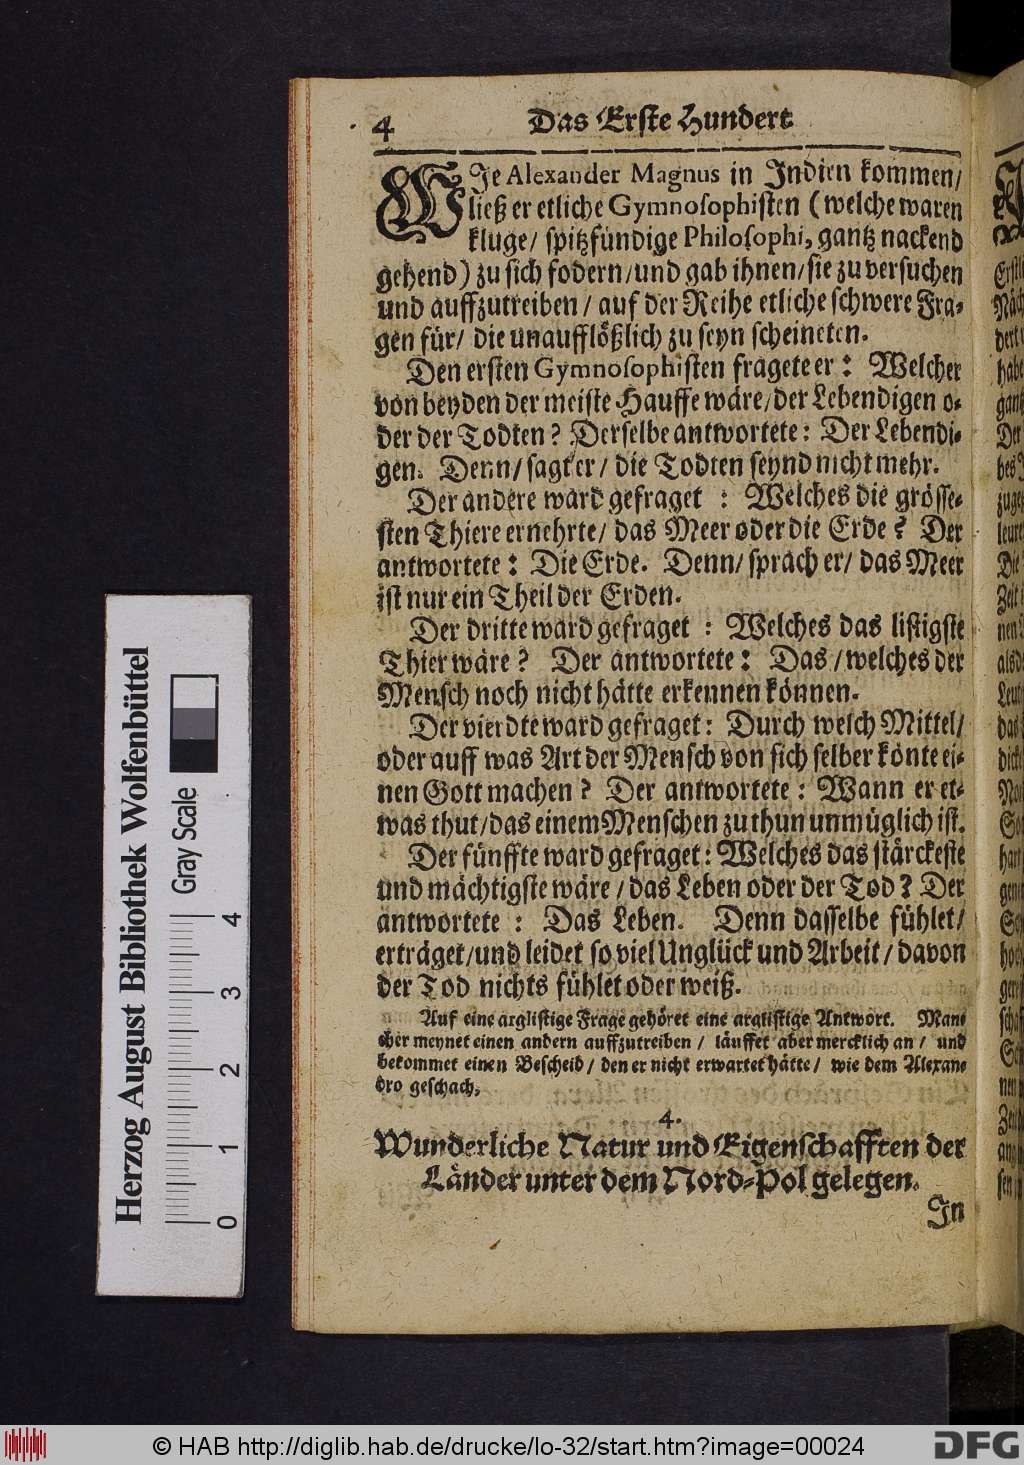 4 Das Erste Hundert
WIe Alexander Magnus in Indien kommen/
ließ er etliche Gymnosophisten (welche waren
kluge/ spitzfündige Philosophi, gantz nackend
gehend) zu sich fodern/und gab ihnen/sie zu versuchen
und auffzutreiben/ auf der Reihe etliche schwere Fra-
gen für/ die unaufflößlich zu seyn scheineten.
Den ersten Gymnosophisten fragete er: Welcher
von beyden der meiste Hauffe wäre/der Lebendigen o-
der der Todten? Derselbe antwortete: Der Lebendi-
gen. Denn/ sagt er/ die Todten seynd nicht mehr.
Der andere ward gefraget: Welches die grösse-
sten Thiere ernehrte/ das Meer oder die Erde? Der
antwortete: Die Erde. Denn/ sprach er/ das Meer
ist nur ein Theil der Erden.
Der dritte ward gefraget: Welches das listigste
Thier wäre? Der antwortete: Das/welches der
Mensch noch nicht hätte erkennen können.
Der vierdte ward gefraget: Durch welch Mittel/
oder auff was Art der Mensch von sich selber könte ei-
nen Gott machen? Der antwortete: Wann er et-
was thut/das einem Menschen zu thun unmüglich ist.
Der fünffte ward gefraget: Welches das stärckeste
und mächtigste wäre/das Leben oder der Tod? Der
antwortete: Das Leben. Denn dasselbe fühlet/
erträget/und leidet so viel Unglück und Arbeit/davon
der Tod nichts fühlet oder weiß.
Auf eine arglistige Frage gehöret eine arglistige Antwort. Man-
cher meynet einen andern auffzutreiben/ läuffet aber mercklich an/ und
bekommet einen Bescheid/ den er nicht erwartet hätte/ wie dem Alexan-
dro geschach.
4.
Wunderliche Natur und Eigenschafften der
Länder unter dem Nord-Pol gelegen.
In
Herzog August Bibliothek Wolfenbüttel
Gray Scale
0 1 2 3 4
© HAB http://diglib.hab.de/drucke/lo-32/start.htm?image=00024
DFG